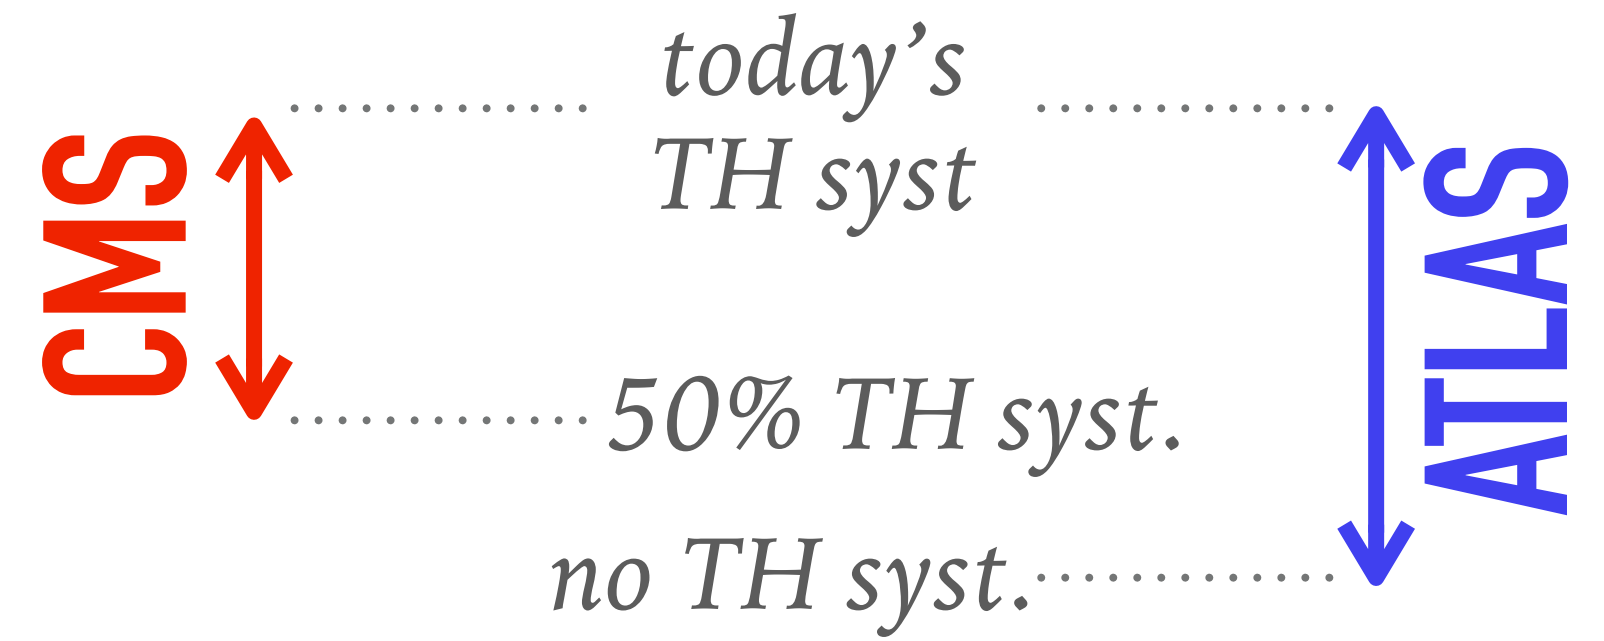 today’s
TH syst
CMS
ATLAS
50% TH syst.
no TH syst.